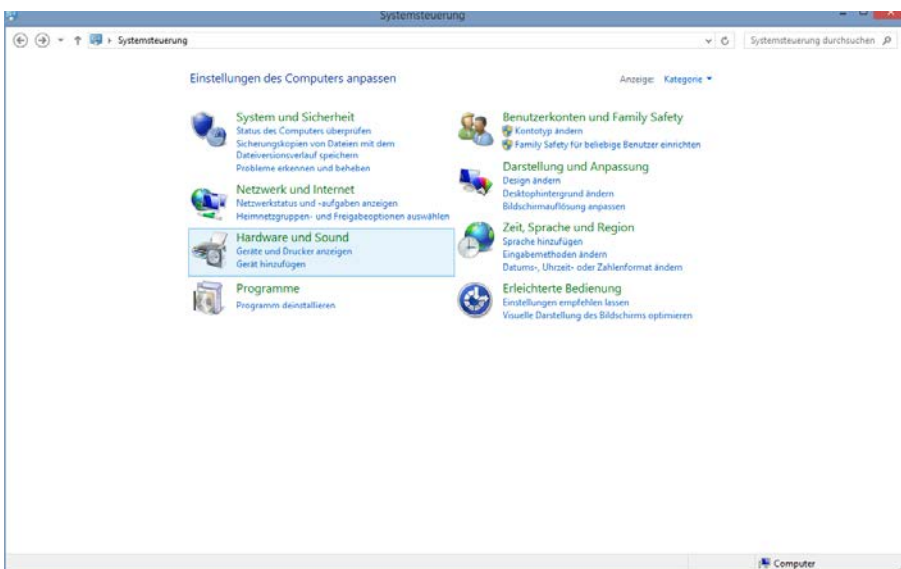 Systemsteuerung
Systemsteuerung
Systemsteuerung durchsuchen
Einstellungen des Computers anpassen
Anzeige: Kategorie
System und Sicherheit
Status des Computers überprüfen
Sicherungskopien von Dateien mit dem
Dateiversionsverlauf speichern
Probleme erkennen und beheben
Netzwerk und Internet
Netzwerkstatus und -aufgaben anzeigen
Heimnetzgruppen- und Freigabeoptionen auswählen
Hardware und Sound
Geräte und Drucker anzeigen
Gerät hinzufügen
Programme
Programm deinstallieren
Benutzerkonten und Family Safety
Kontotyp ändern
Family Safety für beliebige Benutzer einrichten
Darstellung und Anpassung
Design ändern
Desktophintergrund ändern
Bildschirmauflösung anpassen
Zeit, Sprache und Region
Sprache hinzufügen
Eingabemethoden ändern
Datums-, Uhrzeit- oder Zahlenformat ändern
Erleichterte Bedienung
Einstellungen empfehlen lassen
Visuelle Darstellung des Bildschirms optimieren
Computer